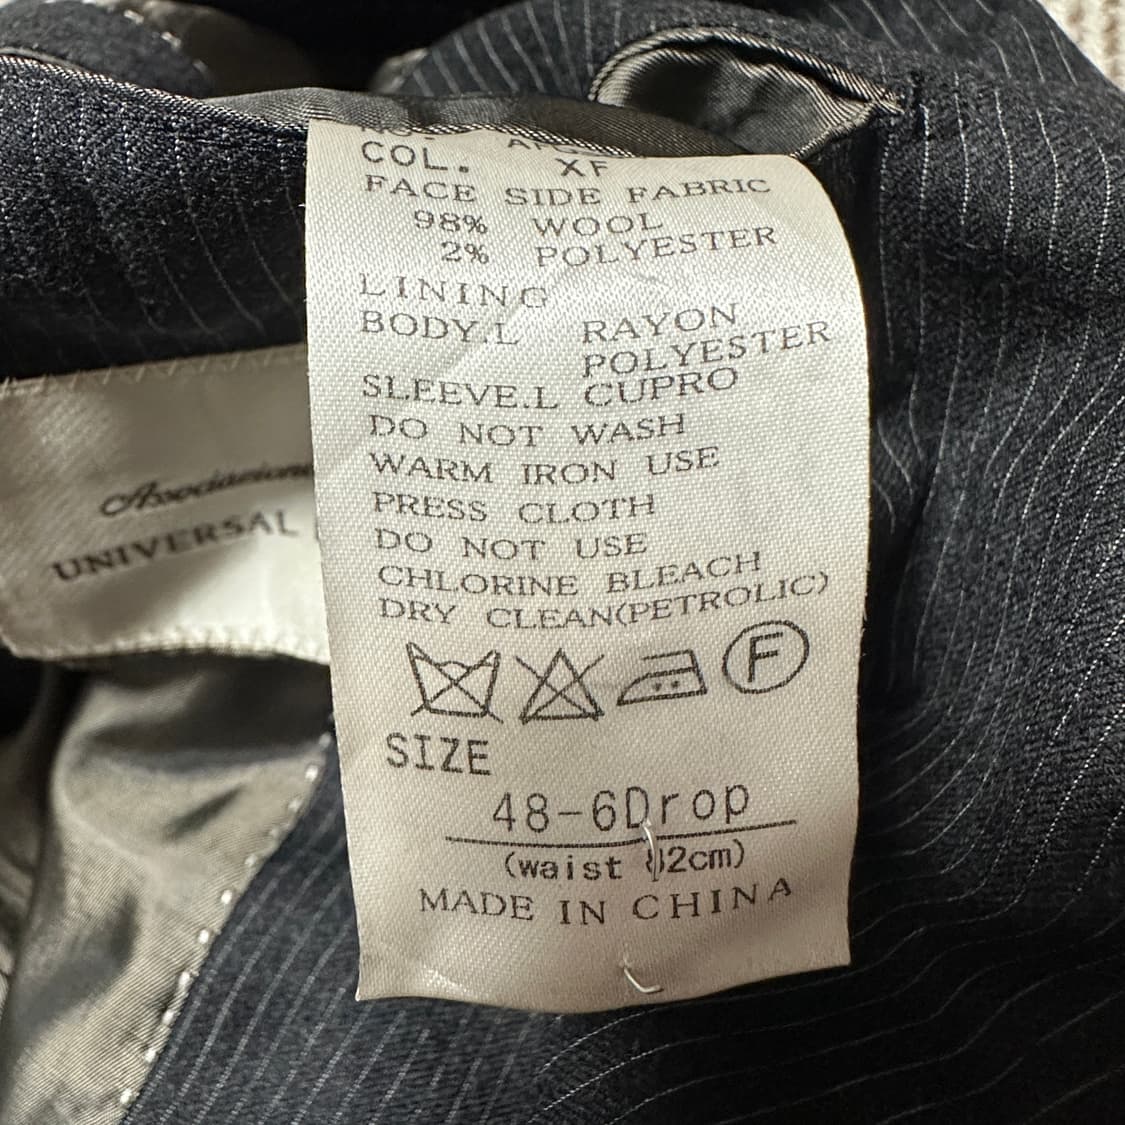 COL. XF
FACE SIDE FABRIC
98% WOOL
2% POLYESTER
LINING
BODY.L RAYON
POLYESTER
SLEEVE.L CUPRO
DO NOT WASH
WARM IRON USE
PRESS CLOTH
DO NOT USE
CHLORINE BLEACH
DRY CLEAN(PETROLIC)
F
SIZE
48-6Drop
(waist 82cm)
MADE IN CHINA
UNIVERSAL